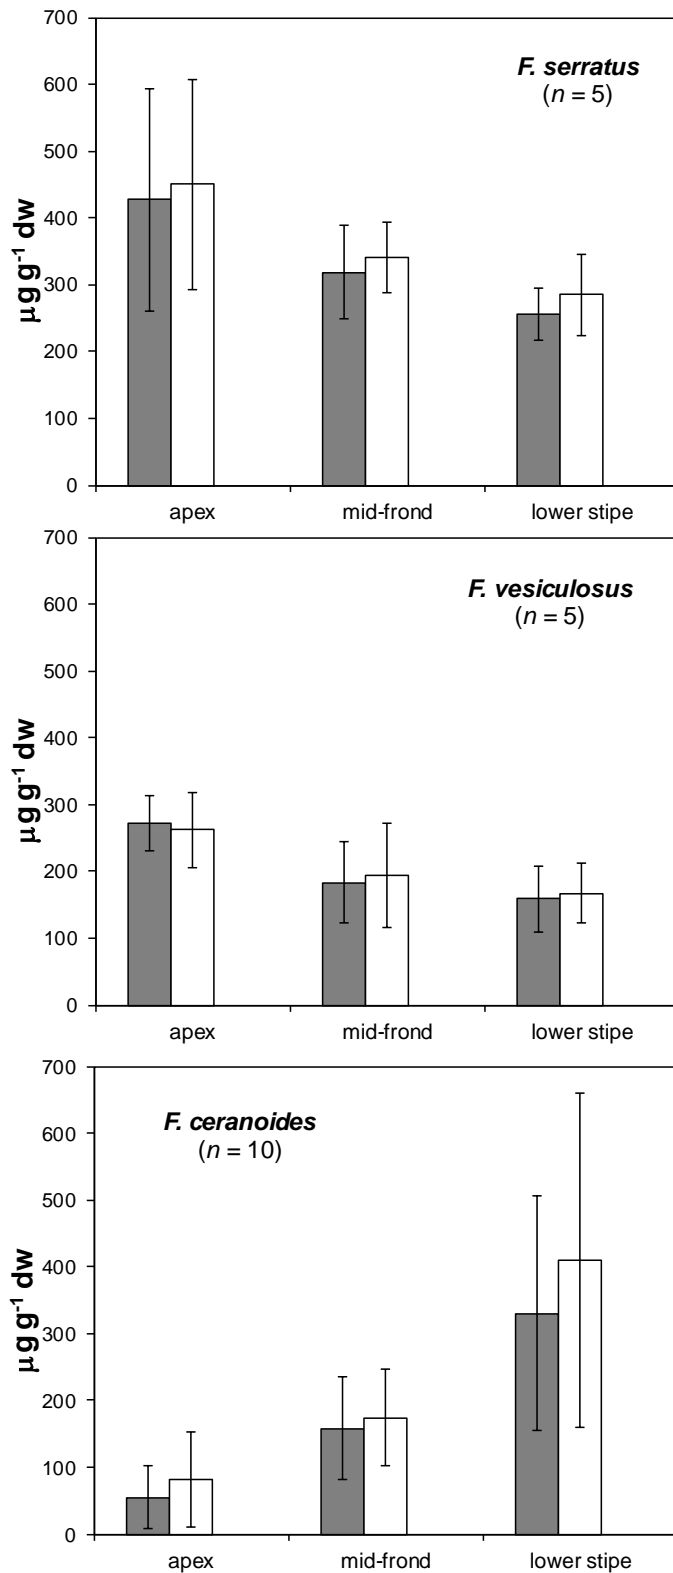 700
600
500
400
300
200
100
0
µg g-1 dw
F. serratus
(n = 5)
apex mid-frond lower stipe
700
600
500
400
300
200
100
0
µg g-1 dw
F. vesiculosus
(n = 5)
apex mid-frond lower stipe
700
600
500
400
300
200
100
0
µg g-1 dw
F. ceranoides
(n = 10)
apex mid-frond lower stipe